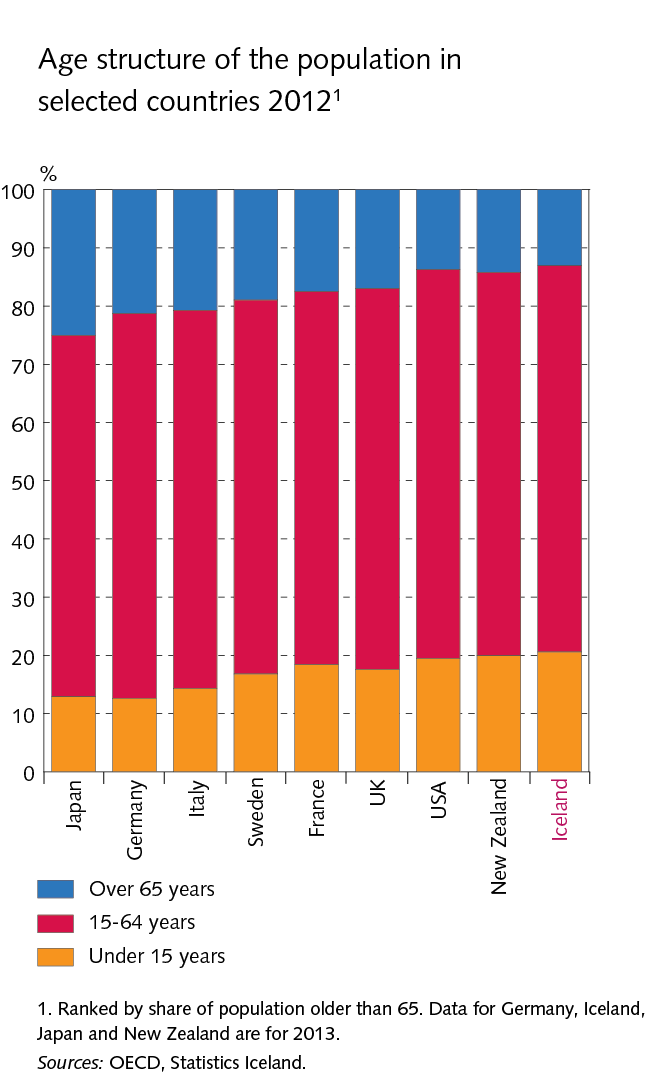 Age structure of the population in
selected countries 2012¹
%
100
90
80
70
60
50
40
30
20
10
0
Japan
Germany
Italy
Sweden
France
UK
USA
New Zealand
Iceland
Over 65 years
15-64 years
Under 15 years
1. Ranked by share of population older than 65. Data for Germany, Iceland,
Japan and New Zealand are for 2013.
Sources: OECD, Statistics Iceland.